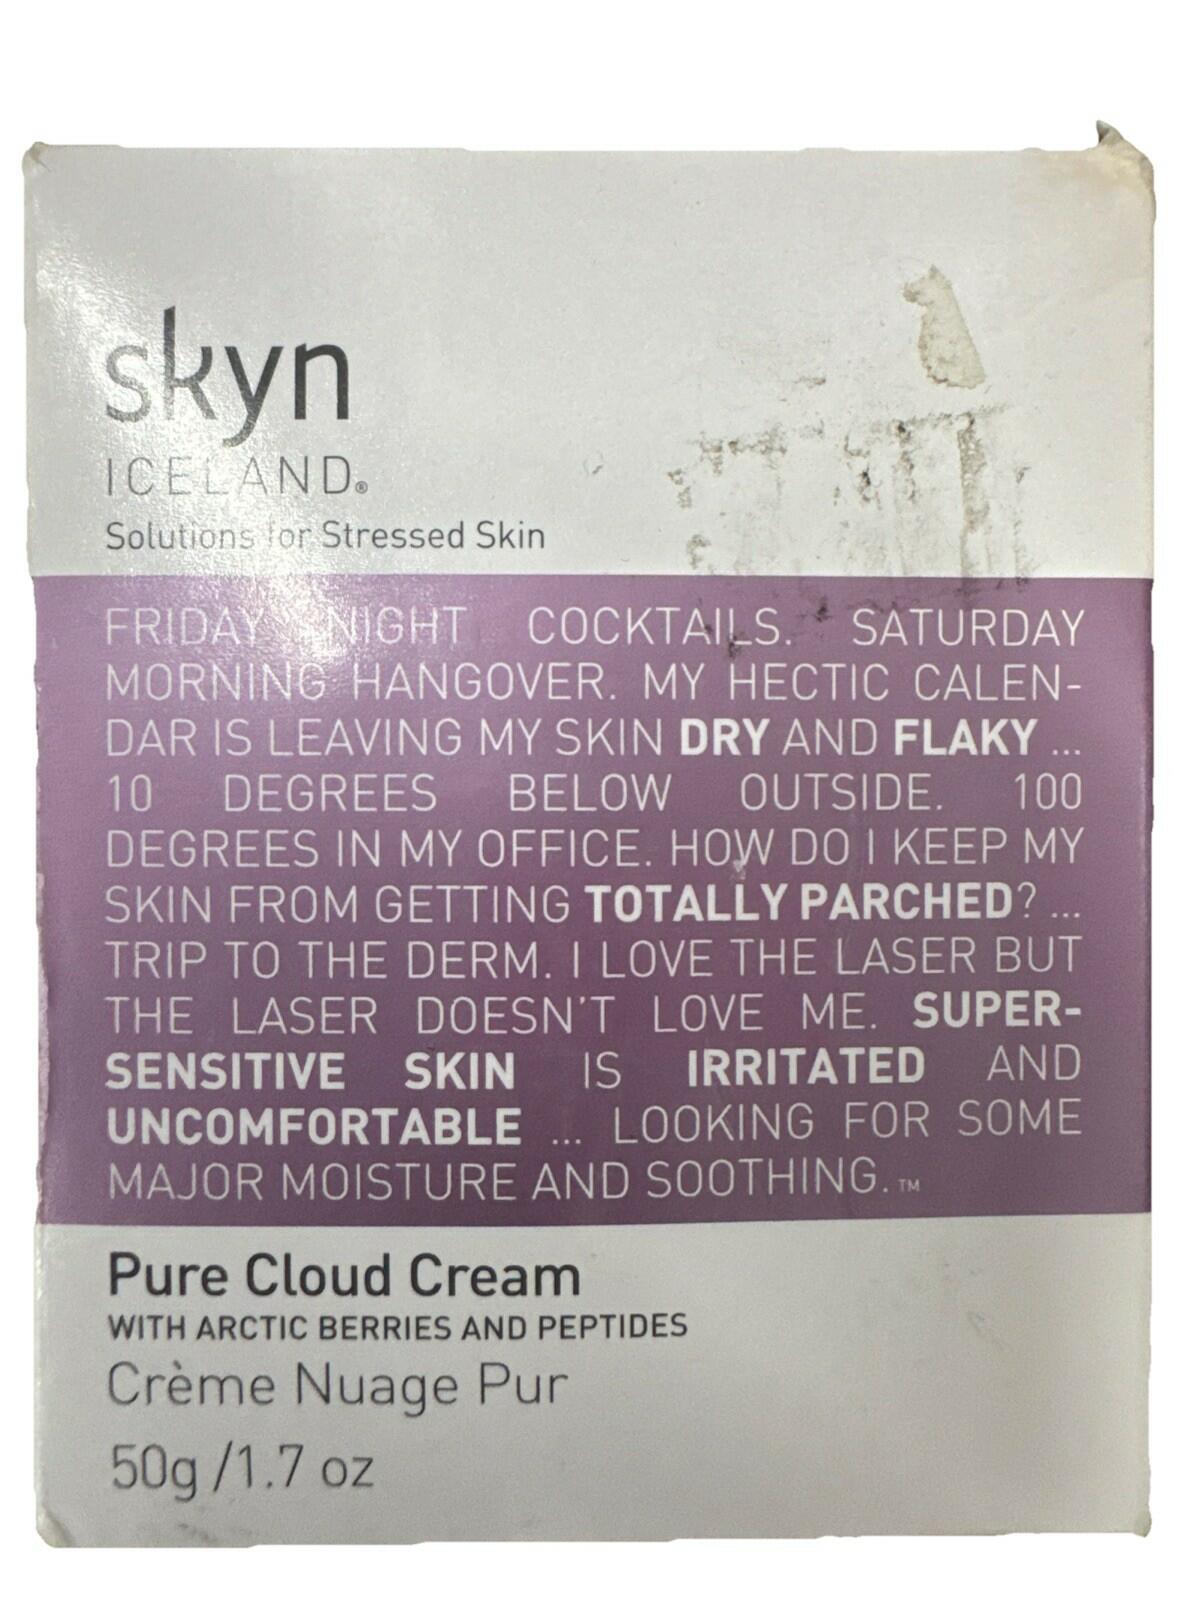 skyn
ICELAND®
Solutions for Stressed Skin
FRIDAY NIGHT COCKTAILS. SATURDAY
MORNING HANGOVER. MY HECTIC CALEN-
DAR IS LEAVING MY SKIN DRY AND FLAKY ...
10 DEGREES BELOW OUTSIDE. 100
DEGREES IN MY OFFICE. HOW DO I KEEP MY
SKIN FROM GETTING TOTALLY PARCHED? ...
TRIP TO THE DERM. I LOVE THE LASER BUT
THE LASER DOESN'T LOVE ME. SUPER-
SENSITIVE SKIN IS IRRITATED AND
UNCOMFORTABLE ... LOOKING FOR SOME
MAJOR MOISTURE AND SOOTHING.™
Pure Cloud Cream
WITH ARCTIC BERRIES AND PEPTIDES
Crème Nuage Pur
50g /1.7 oz